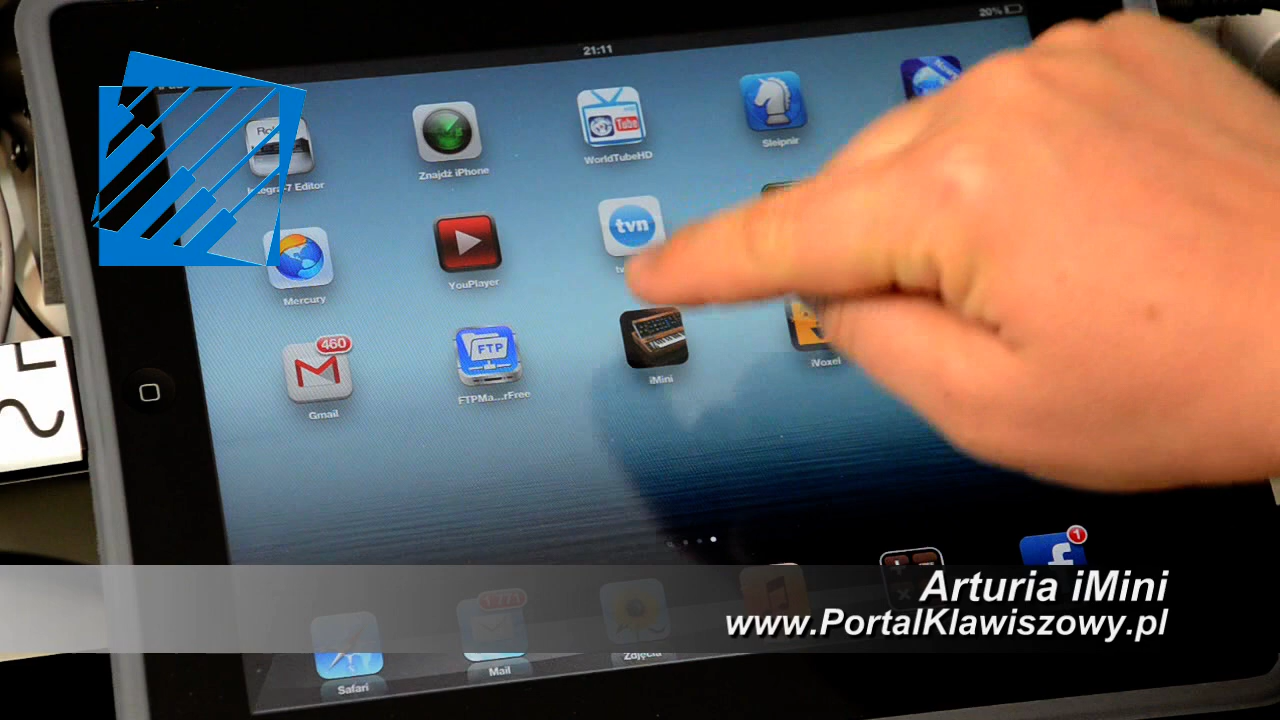 21:11
20%
Integra-7 Editor
Znajdź iPhone
Tube
WorldTubeHD
Sleipnir
Mercury
YouPlayer
tvn
460
Gmail
FTP
FTPMa...rFree
iMini
iVoxel
1
f
Arturia iMini
www.PortalKlawiszowy.pl
Safari
Mail
Zdjęcia